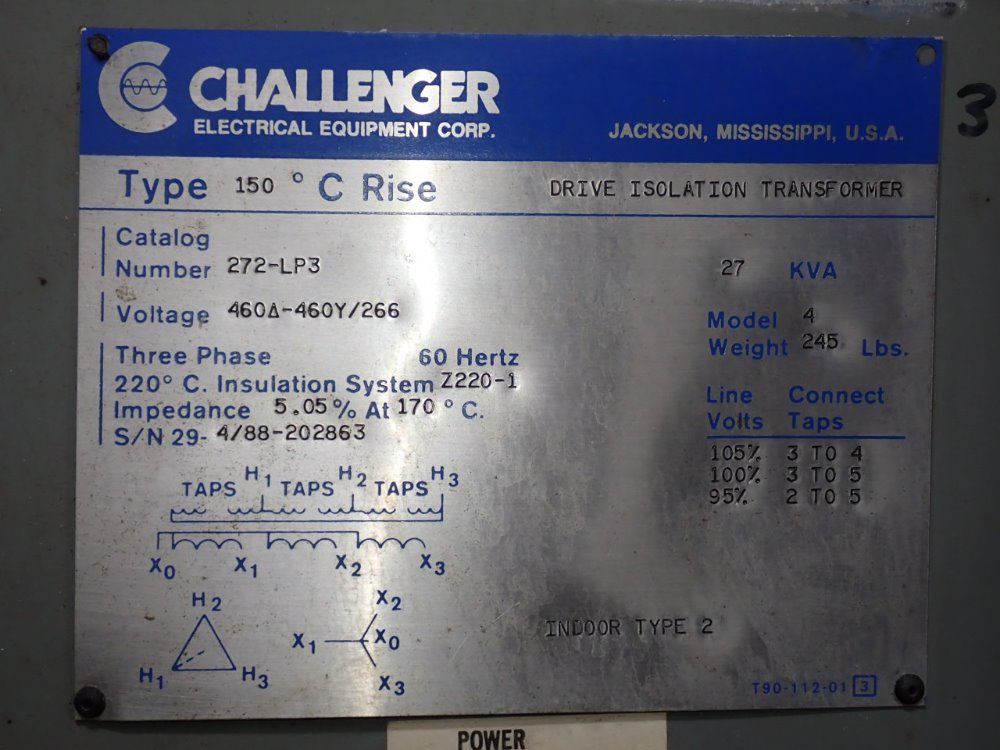 CHALLENGER
ELECTRICAL EQUIPMENT CORP.
JACKSON, MISSISSIPPI, U.S.A.
3
Type 150 ° C Rise
DRIVE ISOLATION TRANSFORMER
Catalog
Number 272-LP3
27 KVA
Voltage 460Δ-460Y/266
Model 4
Weight 245 Lbs.
Three Phase 60 Hertz
220° C. Insulation System Z220-1
Impedance 5.05% At 170 ° C.
S/N 29- 4/88-202863
Line Connect
Volts Taps
105% 3 TO 4
100% 3 TO 5
95% 2 TO 5
H1 H2 H3
TAPS TAPS TAPS
X0 X1 X2 X3
H2
H1 H3
X2
X1 X0
X3
INDOOR TYPE 2
T90-112-01 3
POWER